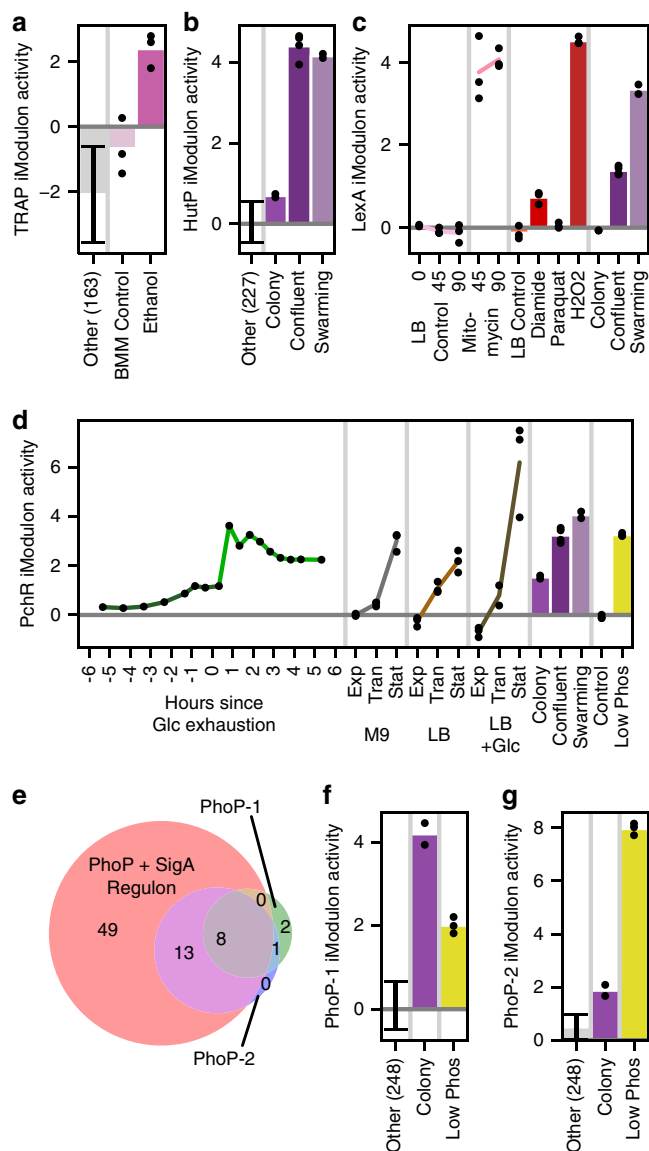 a
TRAP iModulon activity
2
0
−2
Other (163)
BMM Control
Ethanol
b
HutP iModulon activity
4
2
0
Other (227)
Colony
Confluent
Swarming
c
LexA iModulon activity
4
2
0
0
45
90
LB
Control
45
90
Mito-
mycin
LB Control
Diamide
Paraquat
H2O2
Colony
Confluent
Swarming
d
PchR iModulon activity
6
4
2
0
-6
-5
-4
-3
-2
-1
0
1
2
3
4
5
6
Hours since
Glc exhaustion
Exp
Tran
Stat
M9
Exp
Tran
Stat
LB
Exp
Tran
Stat
LB
+Glc
Colony
Confluent
Swarming
Control
Low Phos
e
PhoP-1
PhoP + SigA
Regulon
49
13
8
0
2
1
0
PhoP-2
f
PhoP-1 iModulon activity
4
2
0
Other (248)
Colony
Low Phos
g
PhoP-2 iModulon activity
8
6
4
2
0
Other (248)
Colony
Low Phos